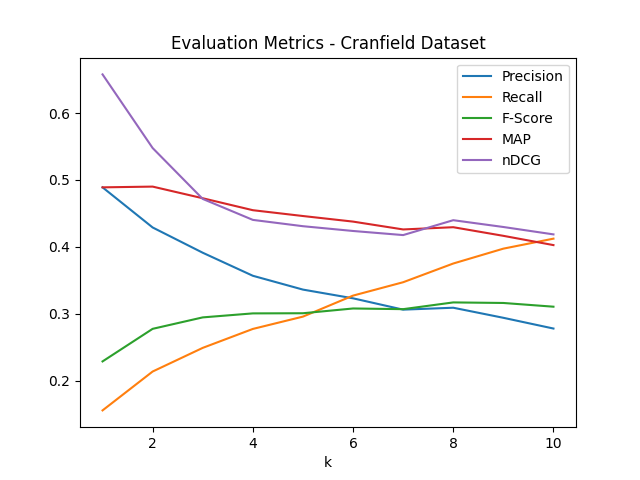 Evaluation Metrics - Cranfield Dataset
Precision
Recall
F-Score
MAP
nDCG
0.6
0.5
0.4
0.3
0.2
2 4 6 8 10
k